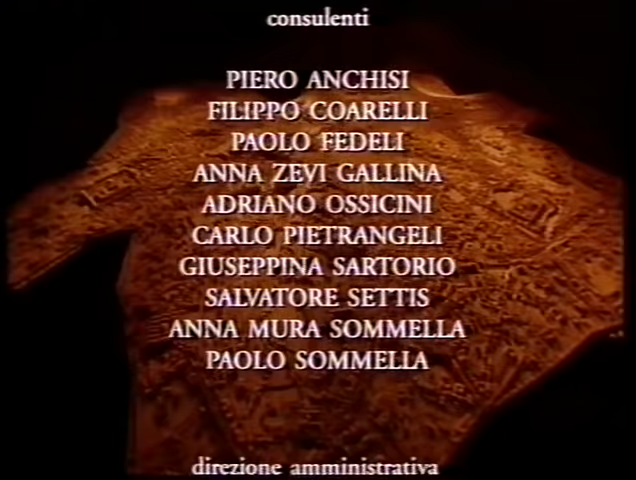 consulenti
PIERO ANCHISI
FILIPPO COARELLI
PAOLO FEDELI
ANNA ZEVI GALLINA
ADRIANO OSSICINI
CARLO PIETRANGELI
GIUSEPPINA SARTORIO
SALVATORE SETTIS
ANNA MURA SOMMELLA
PAOLO SOMMELLA
direzione amministrativa